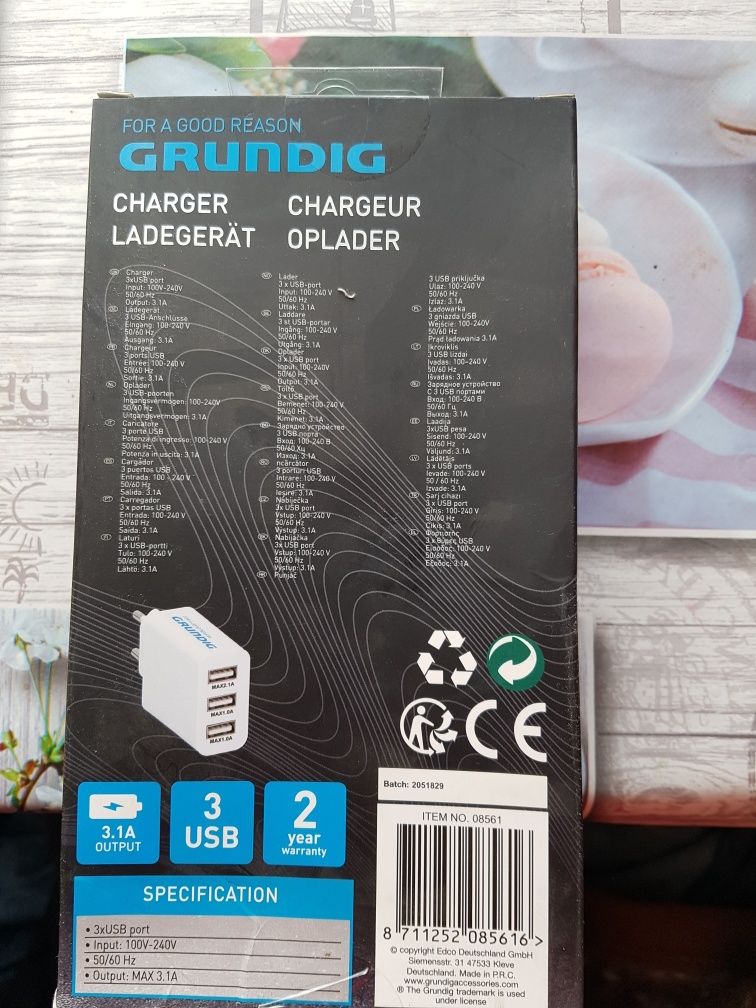 FOR A GOOD REASON
GRUNDIG
CHARGER
LADEGERÄT
CHARGEUR
OPLADER
Charger
3xUSB port
Input: 100V-240V
50/60 Hz
Output: 3.1A
Ladegerät
3 USB-Anschlüsse
Eingang: 100-240 V
50/60 Hz
Ausgang: 3.1A
Chargeur
3 ports USB
Entrée: 100-240 V
50/60 Hz
Sortie: 3.1A
Oplader
3 USB-poorten
Ingangsvermogen: 100-240V
50/60 Hz
Uitgangsvermogen: 3.1A
Caricatore
3 porte USB
Potenza di ingresso: 100-240 V
50/60 Hz
Potenza in uscita: 3.1A
Cargador
3 puertos USB
Entrada: 100-240 V
50/60 Hz
Salida: 3.1A
Carregador
3 x portas USB
Entrada: 100-240 V
50/60 Hz
Saída: 3.1A
Laturi
3 x USB-portti
Tulo: 100-240 V
50/60 Hz
Lähtö: 3.1A
Lader
3 x USB-port
Input: 100-240 V
50/60 Hz
Uttak: 3.1A
Laddare
3 st USB-portar
Ingång: 100-240 V
50/60 Hz
Utgång: 3.1A
Oplader
3 x USB port
Input: 100-240V
50/60 Hz
Output: 3.1A
Töltő
3 x USB port
Bemenet: 100-240 V
50/60 Hz
Kimenet: 3.1A
Зарядно устройство
3 USB порта
Вход: 100-240 В
50/60 Хц
Изход: 3.1A
Încărcător
3 porturi USB
Intrare: 100-240 V
50/60 Hz
Ieșire: 3.1A
Nabíječka
3x USB port
Vstup: 100-240 V
50/60 Hz
Výstup: 3.1A
Nabíjačka
3x USB port
Vstup: 100-240 V
50/60 Hz
Výstup: 3.1A
Punjač
3 USB priključka
Ulaz: 100-240 V
50/60 Hz
Izlaz: 3.1A
Ładowarka
3 gniazda USB
Wejście: 100-240V
50/60 Hz
Prąd ładowania 3.1A
Įkroviklis
3 USB lizdai
Įvadas: 100-240 V
50/60 Hz
Išvadas: 3.1A
Зарядное устройство
С 3 USB портами
Вход: 100-240 В
50/60 Гц
Выход: 3.1A
Laadija
3xUSB pesa
Sisend: 100-240 V
50/60 Hz
Väljund: 3.1A
Lādētājs
3 x USB ports
Ievade: 100-240 V
50 / 60 Hz
Izvade: 3.1A
Şarj cihazı
3 x USB port
Giriş: 100-240 V
50/60 Hz
Çıkış: 3.1A
Φορτιστής
3 x θύρες USB
Είσοδος: 100-240 V
50/60 Hz
Έξοδος: 3.1A
GRUNDIG
MAX2.1A
MAX1.0A
MAX1.0A
CE
3.1A
OUTPUT
3
USB
2
year
warranty
Batch: 2051829
ITEM NO. 08561
8 711252 085616 >
© copyright Edco Deutschland GmbH
Siemensstr. 31 47533 Kleve
Deutschland. Made in P.R.C.
www.grundigaccessories.com
® The Grundig trademark is used
under license
SPECIFICATION
• 3xUSB port
• Input: 100V-240V
• 50/60 Hz
• Output: MAX 3.1A